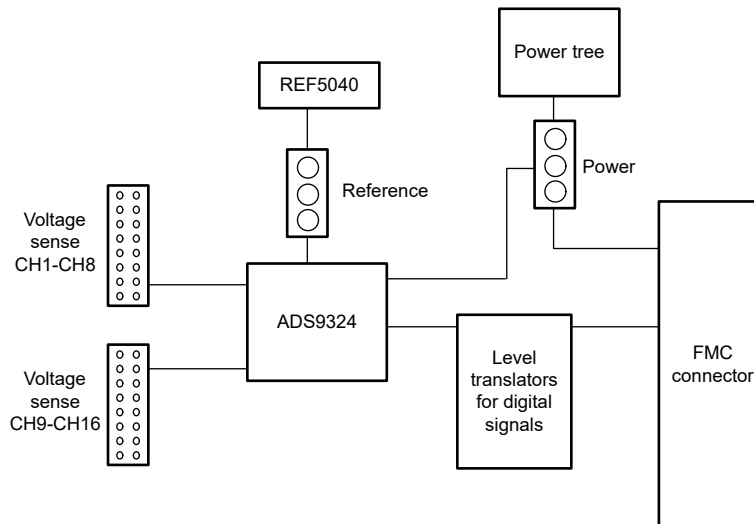 Power tree
REF5040
Reference
Power
Voltage
sense
CH1-CH8
ADS9324
Voltage
sense
CH9-CH16
Level
translators
for digital
signals
FMC
connector